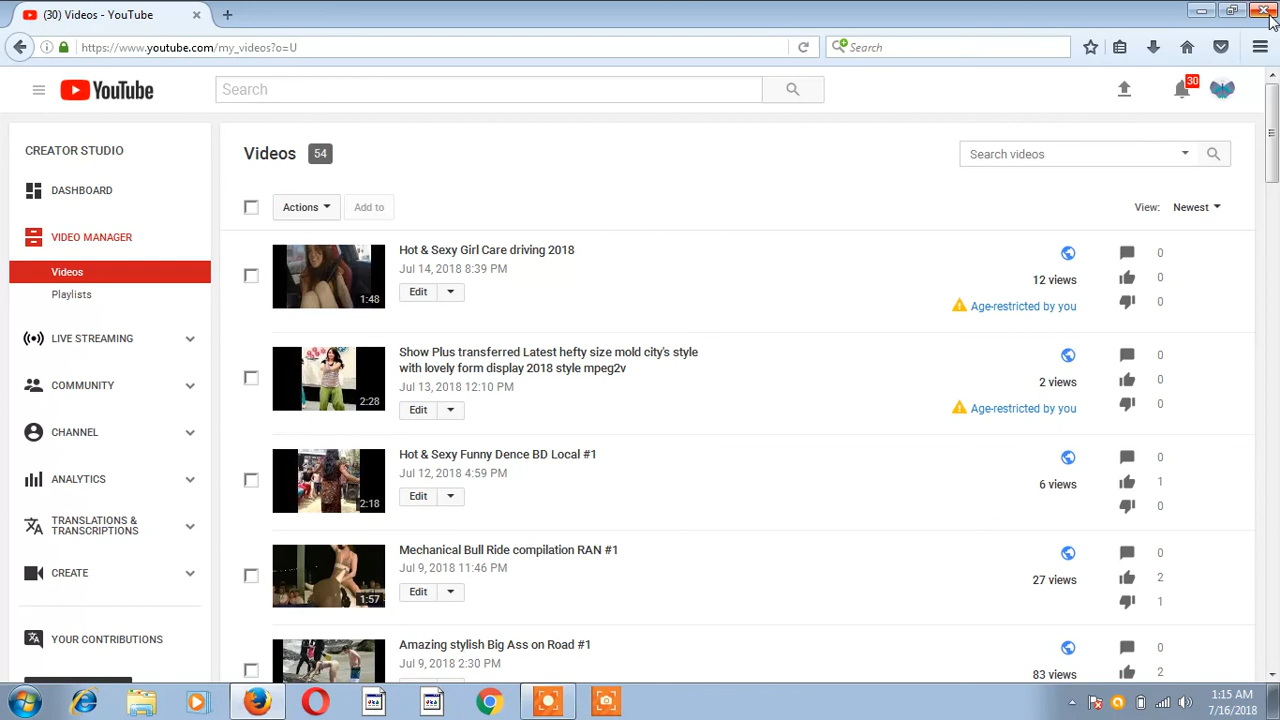 (30) Videos - YouTube
https://www.youtube.com/my_videos?o=U
Search
YouTube
Search
30
CREATOR STUDIO
DASHBOARD
VIDEO MANAGER
Videos
Playlists
LIVE STREAMING
COMMUNITY
CHANNEL
ANALYTICS
TRANSLATIONS &
TRANSCRIPTIONS
CREATE
YOUR CONTRIBUTIONS
Videos 54
Search videos
Actions
Add to
View: Newest
Hot & Sexy Girl Care driving 2018
Jul 14, 2018 8:39 PM
1:48
Edit
12 views
Age-restricted by you
0
0
0
Show Plus transferred Latest hefty size mold city's style
with lovely form display 2018 style mpeg2v
Jul 13, 2018 12:10 PM
2:28
Edit
2 views
Age-restricted by you
0
0
0
Hot & Sexy Funny Dence BD Local #1
Jul 12, 2018 4:59 PM
2:18
Edit
6 views
0
1
0
Mechanical Bull Ride compilation RAN #1
Jul 9, 2018 11:46 PM
1:57
Edit
27 views
0
2
1
Amazing stylish Big Ass on Road #1
Jul 9, 2018 2:30 PM
83 views
0
2
1:15 AM
7/16/2018